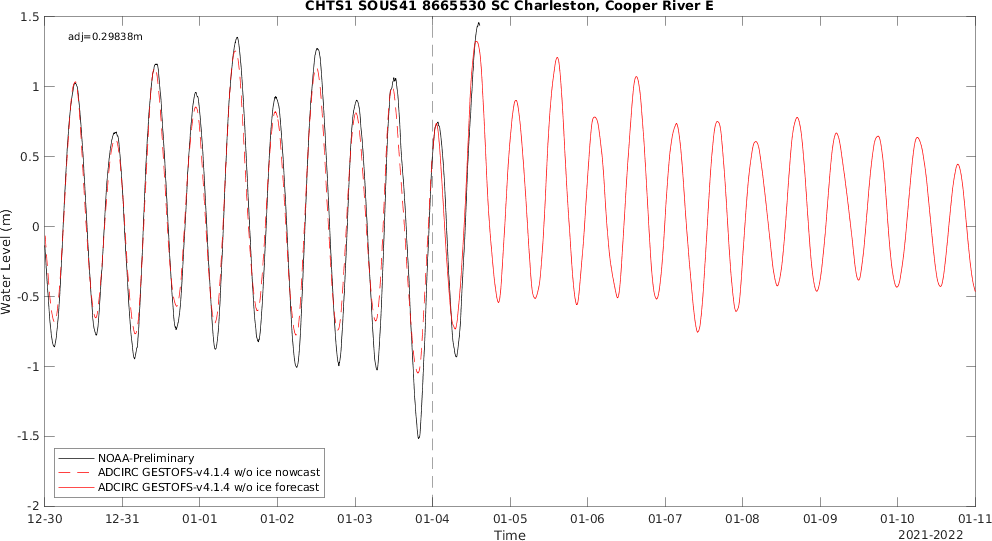 CHTS1 SOUS41 8665530 SC Charleston, Cooper River E
adj=0.29838m
1.5
1
0.5
0
-0.5
-1
-1.5
-2
Water Level (m)
NOAA-Preliminary
ADCIRC GESTOFS-v4.1.4 w/o ice nowcast
ADCIRC GESTOFS-v4.1.4 w/o ice forecast
12-30 12-31 01-01 01-02 01-03 01-04 01-05 01-06 01-07 01-08 01-09 01-10 01-11
Time
2021-2022